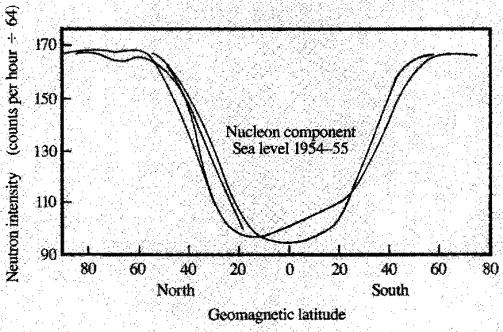 Neutron intensity (counts per hour ÷ 64)
170
150
130
110
90
Nucleon component
Sea level 1954–55
80 60 40 20 0 20 40 60 80
North South
Geomagnetic latitude